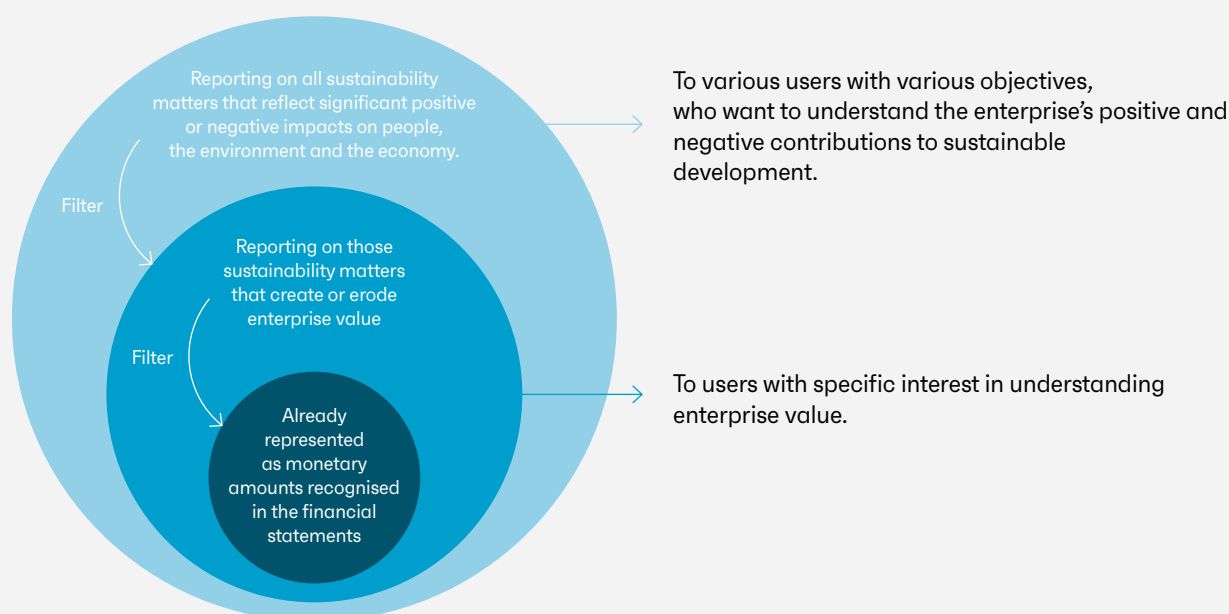 Reporting on all sustainability
matters that reflect significant positive
or negative impacts on people,
the environment and the economy.
To various users with various objectives,
who want to understand the enterprise’s positive and
negative contributions to sustainable
development.
Filter
Reporting on those
sustainability matters
that create or erode
enterprise value
Filter
To users with specific interest in understanding
enterprise value.
Already
represented
as monetary
amounts recognised
in the financial
statements